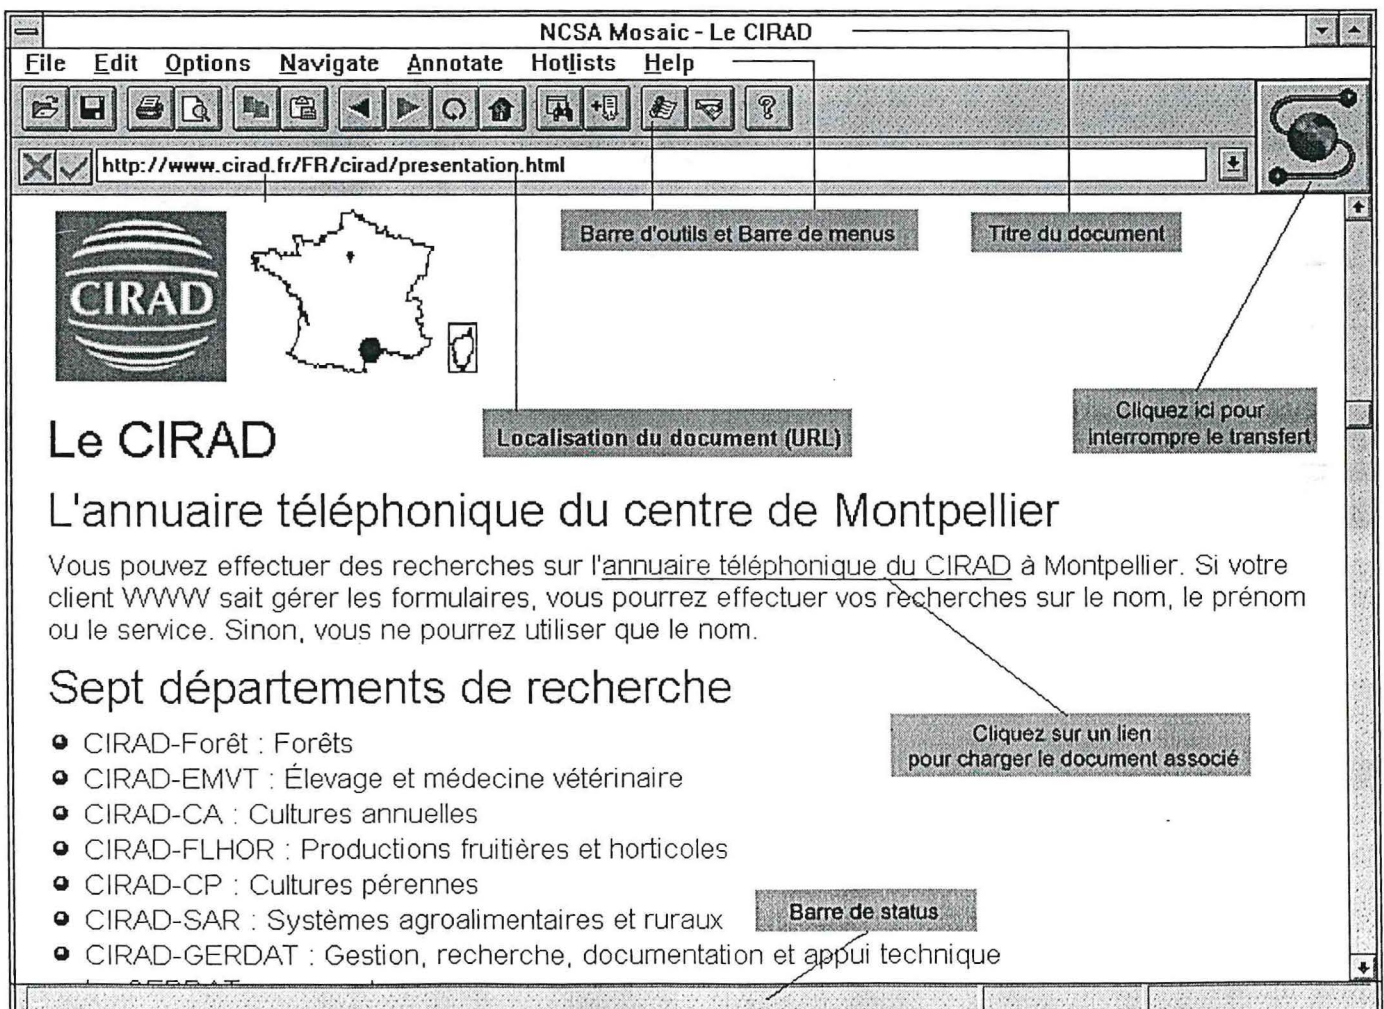 NCSA Mosaic - Le CIRAD
File Edit Options Navigate Annotate Hotlists Help
http://www.cirad.fr/FR/cirad/presentation.html
Barre d'outils et Barre de menus
Titre du document
CIRAD
Cliquez ici pour
interrompre le transfert
Localisation du document (URL)
Le CIRAD
L'annuaire téléphonique du centre de Montpellier
Vous pouvez effectuer des recherches sur l'annuaire téléphonique du CIRAD à Montpellier. Si votre
client WWW sait gérer les formulaires, vous pourrez effectuer vos recherches sur le nom, le prénom
ou le service. Sinon, vous ne pourrez utiliser que le nom.
Sept départements de recherche
Cliquez sur un lien
pour charger le document associé
CIRAD-Forêt : Forêts
CIRAD-EMVT : Élevage et médecine vétérinaire
CIRAD-CA : Cultures annuelles
CIRAD-FLHOR : Productions fruitières et horticoles
CIRAD-CP : Cultures pérennes
CIRAD-SAR : Systèmes agroalimentaires et ruraux
Barre de status
CIRAD-GERDAT : Gestion, recherche, documentation et appui technique